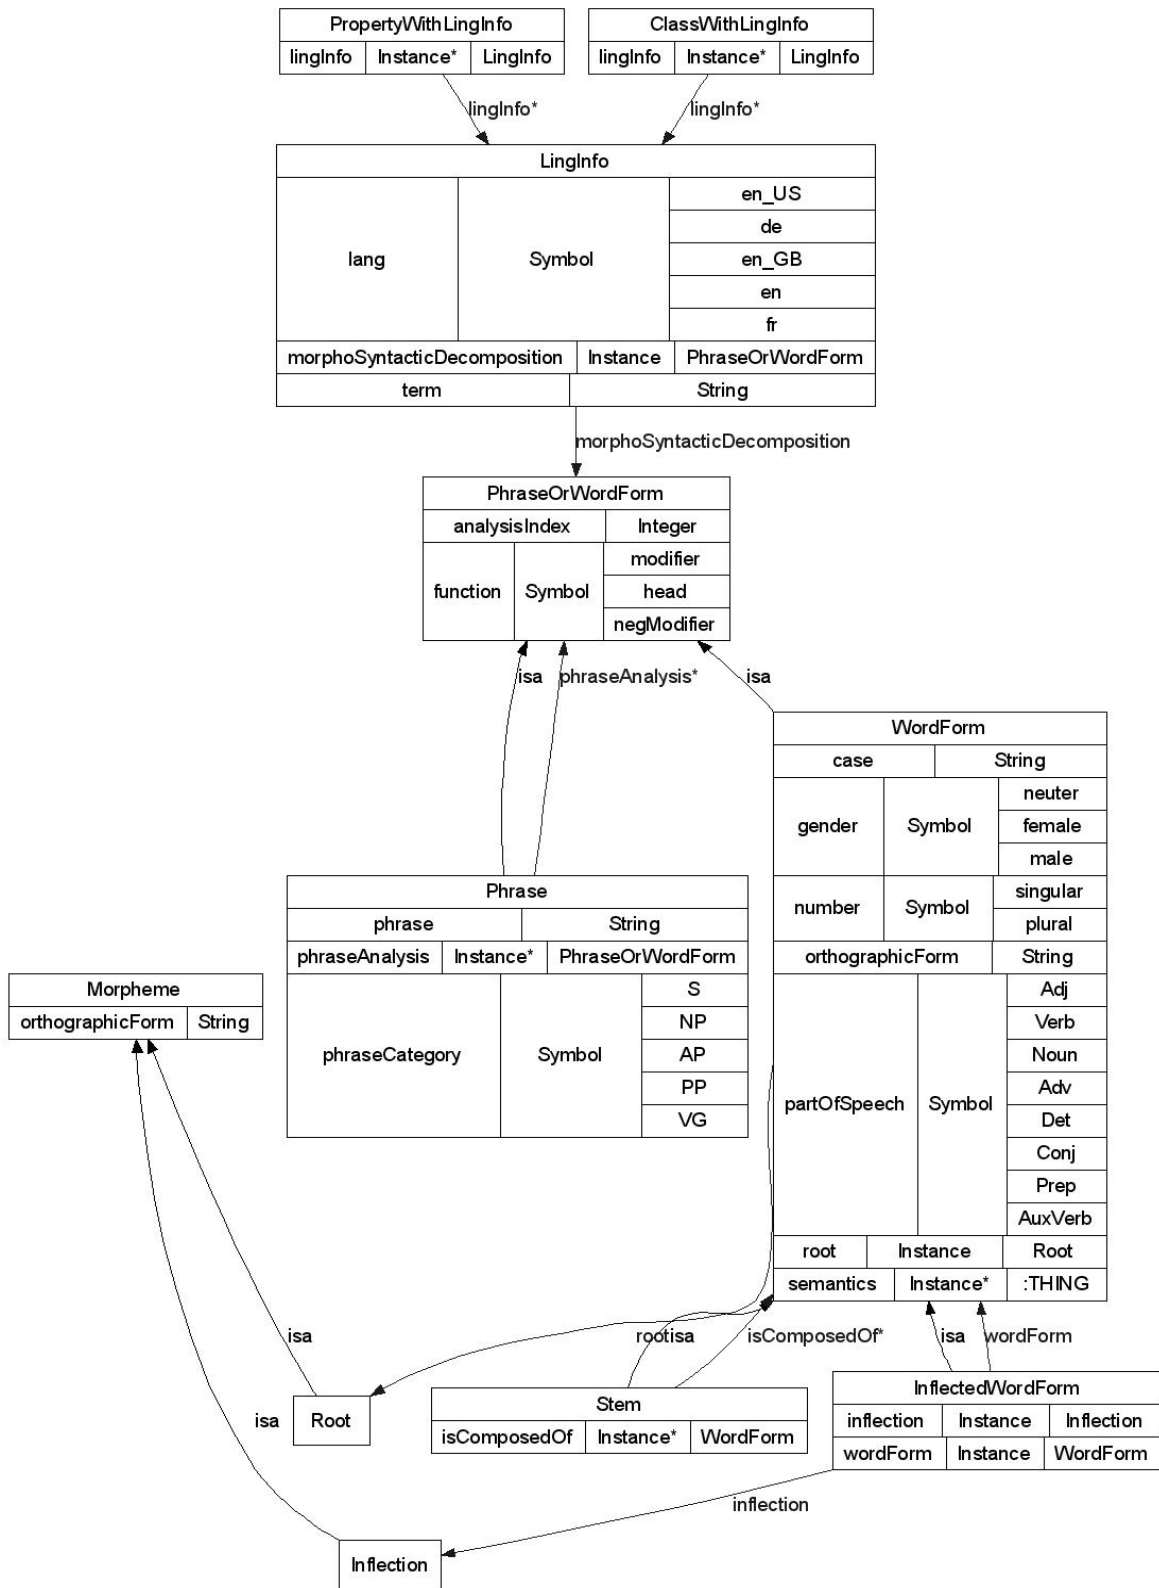 PropertyWithLingInfo
lingInfo Instance* LingInfo
ClassWithLingInfo
lingInfo Instance* LingInfo
lingInfo*
lingInfo*
LingInfo
lang Symbol
en_US
de
en_GB
en
fr
morphoSyntacticDecomposition Instance PhraseOrWordForm
term String
morphoSyntacticDecomposition
PhraseOrWordForm
analysisIndex Integer
function Symbol
modifier
head
negModifier
isa
phraseAnalysis*
isa
WordForm
case String
gender Symbol
neuter
female
male
number Symbol
singular
plural
orthographicForm String
partOfSpeech Symbol
Adj
Verb
Noun
Adv
Det
Conj
Prep
AuxVerb
root Instance Root
semantics Instance* :THING
Phrase
phrase String
phraseAnalysis Instance* PhraseOrWordForm
phraseCategory Symbol
S
NP
AP
PP
VG
Morpheme
orthographicForm String
isa
root
isa
isComposedOf*
isa
wordForm
isa
Root
Stem
isComposedOf Instance* WordForm
InflectedWordForm
inflection Instance Inflection
wordForm Instance WordForm
inflection
Inflection